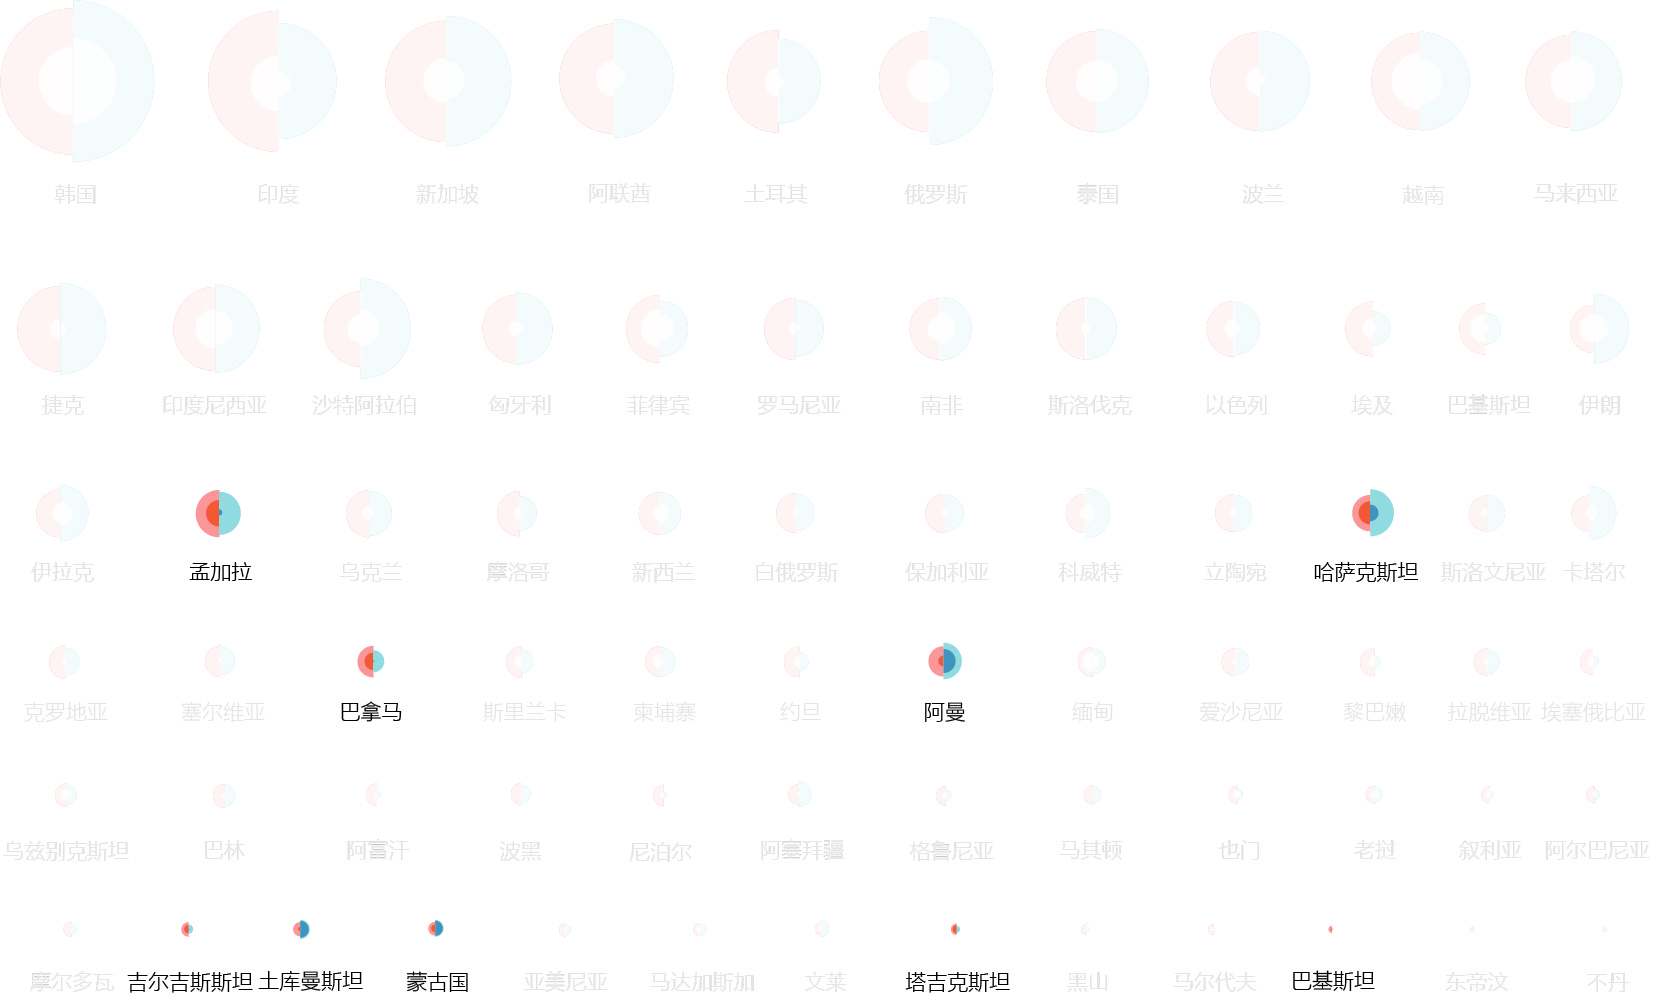 韩国 印度 新加坡 阿联酋 土耳其 俄罗斯 泰国 波兰 越南 马来西亚
捷克 印度尼西亚 沙特阿拉伯 匈牙利 菲律宾 罗马尼亚 南非 斯洛伐克 以色列 埃及 巴基斯坦 伊朗
伊拉克 孟加拉 乌克兰 摩洛哥 新西兰 白俄罗斯 保加利亚 科威特 立陶宛 哈萨克斯坦 斯洛文尼亚 卡塔尔
克罗地亚 塞尔维亚 巴拿马 斯里兰卡 柬埔寨 约旦 阿曼 缅甸 爱沙尼亚 黎巴嫩 拉脱维亚 埃塞俄比亚
乌兹别克斯坦 巴林 阿富汗 波黑 尼泊尔 阿塞拜疆 格鲁尼亚 马其顿 也门 老挝 叙利亚 阿尔巴尼亚
摩尔多瓦 吉尔吉斯斯坦 土库曼斯坦 蒙古国 亚美尼亚 马达加斯加 文莱 塔吉克斯坦 黑山 马尔代夫 巴基斯坦 东帝汶 不丹